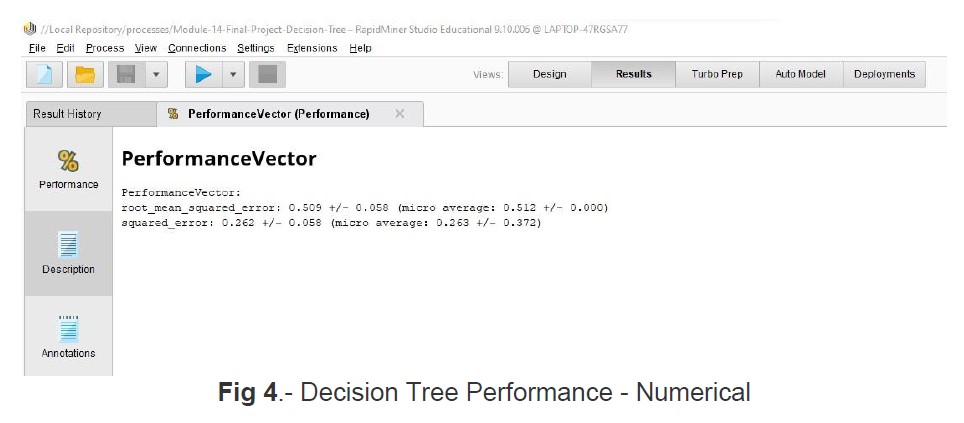 //Local Repository/processes/Module-14-Final-Project-Decision-Tree – RapidMiner Studio Educational 9.10.006 @ LAPTOP-47RGSA77
File Edit Process View Connections Settings Extensions Help
Views: Design Results Turbo Prep Auto Model Deployments
Result History % PerformanceVector (Performance) ×
%
Performance
Description
Annotations
PerformanceVector
PerformanceVector:
root_mean_squared_error: 0.509 +/- 0.058 (micro average: 0.512 +/- 0.000)
squared_error: 0.262 +/- 0.058 (micro average: 0.263 +/- 0.372)
Fig 4.- Decision Tree Performance - Numerical